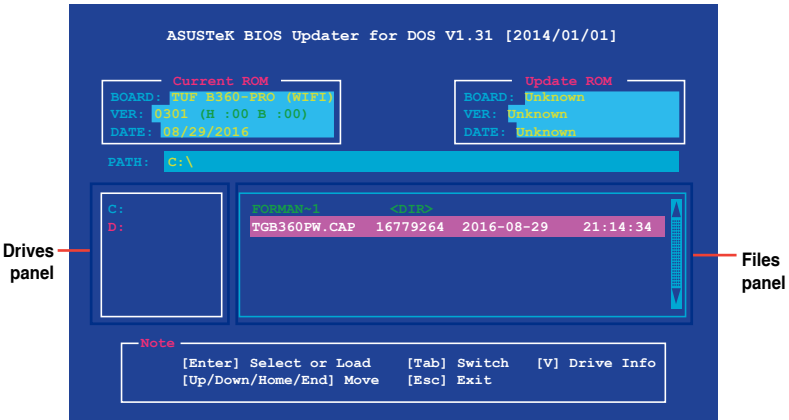 ASUSTeK BIOS Updater for DOS V1.31 [2014/01/01]
Current ROM
BOARD: TUF B360-PRO (WIFI)
VER: 0301 (H :00 B :00)
DATE: 08/29/2016
Update ROM
BOARD: Unknown
VER: Unknown
DATE: Unknown
PATH: C:\
C:
D:
FORMAN~1 <DIR>
TGB360PW.CAP 16779264 2016-08-29 21:14:34
Drives
panel
Files
panel
Note
[Enter] Select or Load [Tab] Switch [V] Drive Info
[Up/Down/Home/End] Move [Esc] Exit